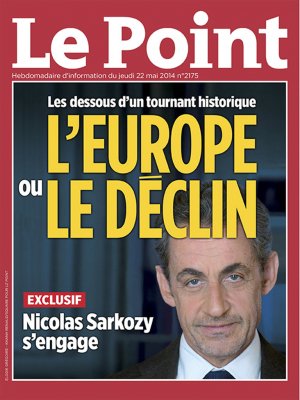 Le Point
Hebdomadaire d'information du jeudi 22 mai 2014 n°2175
Les dessous d'un tournant historique
L'EUROPE
ou LE DÉCLIN
EXCLUSIF
Nicolas Sarkozy
s'engage